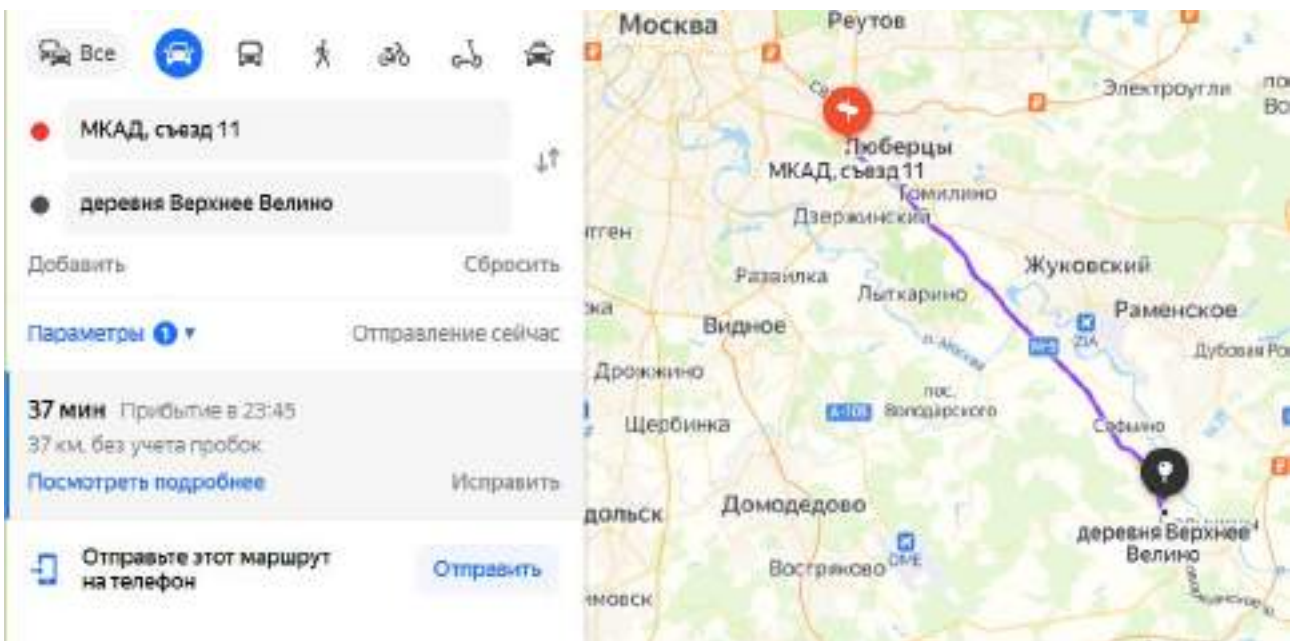 Все
МКАД, съезд 11
деревня Верхнее Велино
Добавить
Сбросить
Параметры 1
Отправление сейчас
37 мин Прибытие в 23:45
37 км, без учета пробок
Посмотреть подробнее
Исправить
Отправьте этот маршрут
на телефон
Отправить
Москва
Реутов
Электроугли
Люберцы
МКАД, съезд 11
Томилино
Дзержинский
Развилка
Лыткарино
Жуковский
Раменское
ZIA
Видное
Дрожжино
пос.
Володарского
А-105
Щербинка
Софьино
Домодедово
деревня Верхнее
Велино
Востряково
DME